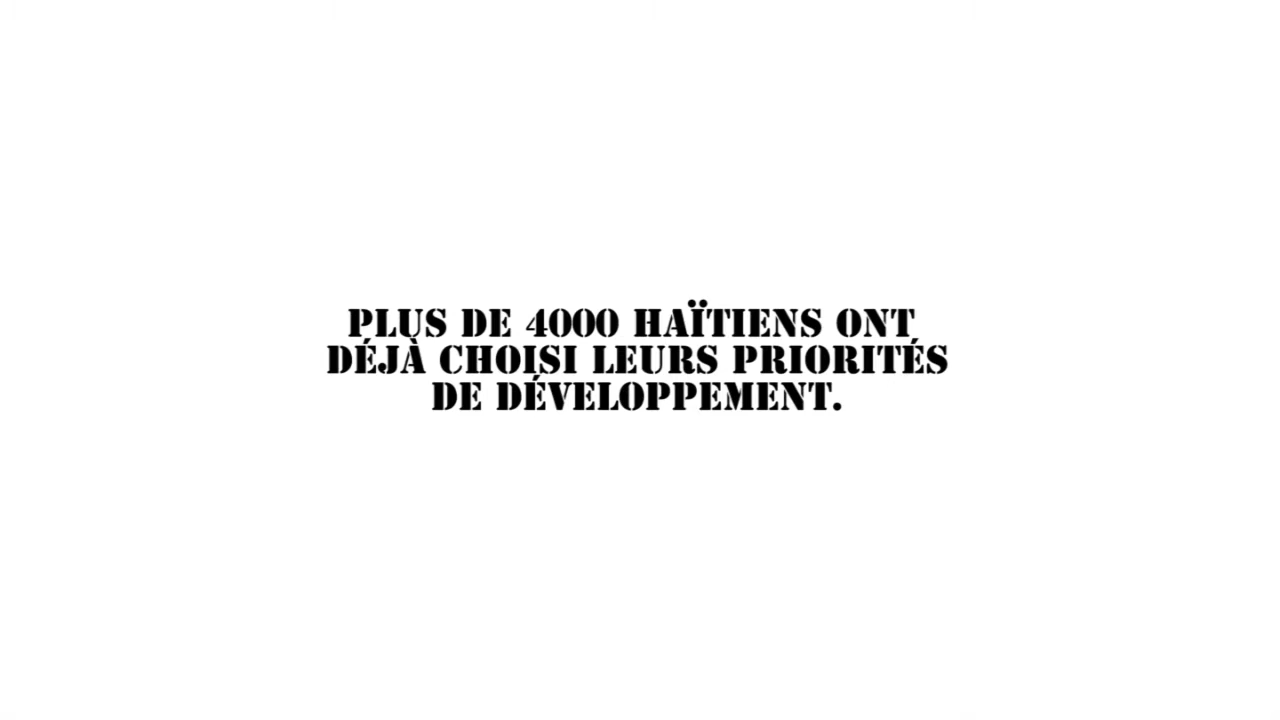 PLUS DE 4000 HAÏTIENS ONT
DÉJÀ CHOISI LEURS PRIORITÉS
DE DÉVELOPPEMENT.